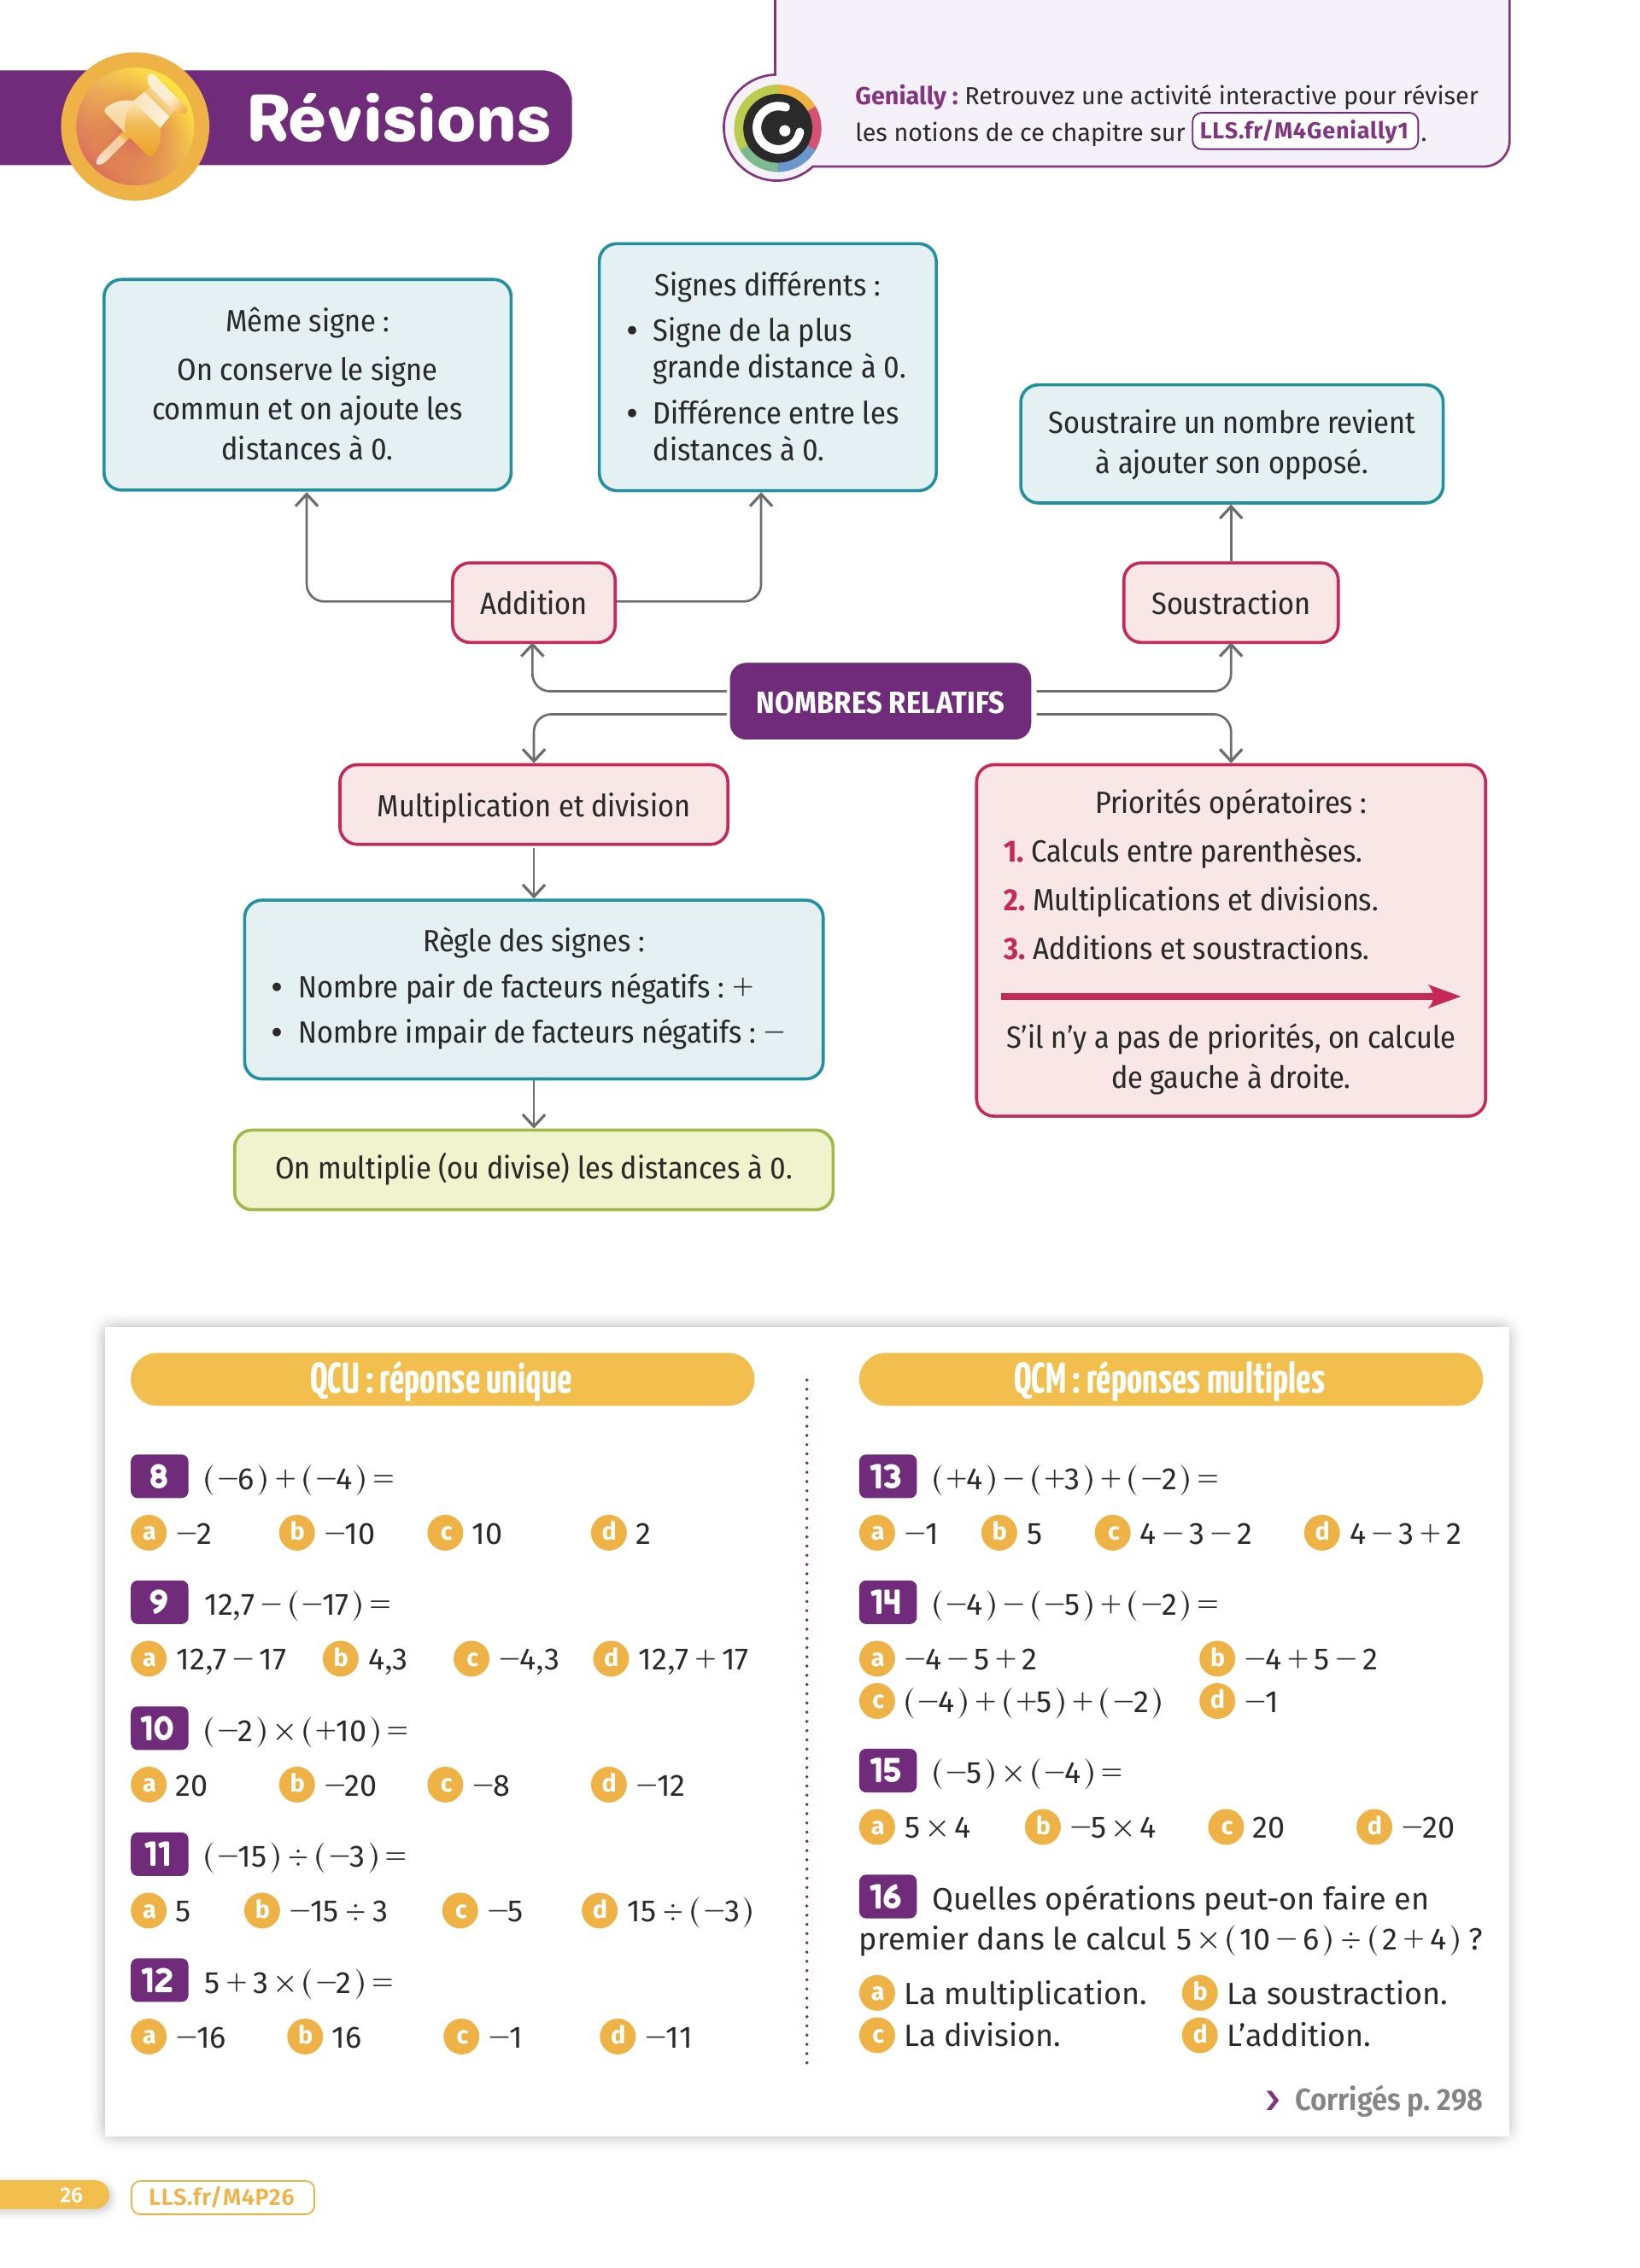 Révisions
Genially : Retrouvez une activité interactive pour réviser
les notions de ce chapitre sur LLS.fr/M4Genially1 .
Même signe :
On conserve le signe
commun et on ajoute les
distances à 0.
Signes différents :
• Signe de la plus
grande distance à 0.
• Différence entre les
distances à 0.
Soustraire un nombre revient
à ajouter son opposé.
Addition
Soustraction
NOMBRES RELATIFS
Multiplication et division
Règle des signes :
• Nombre pair de facteurs négatifs : +
• Nombre impair de facteurs négatifs : −
On multiplie (ou divise) les distances à 0.
Priorités opératoires :
1. Calculs entre parenthèses.
2. Multiplications et divisions.
3. Additions et soustractions.
S’il n’y a pas de priorités, on calcule
de gauche à droite.
QCU : réponse unique
8 (−6) + (−4) =
a −2 b −10 c 10 d 2
9 12,7 − (−17) =
a 12,7 − 17 b 4,3 c −4,3 d 12,7 + 17
10 (−2) × (+10) =
a 20 b −20 c −8 d −12
11 (−15) ÷ (−3) =
a 5 b −15 ÷ 3 c −5 d 15 ÷ (−3)
12 5 + 3 × (−2) =
a −16 b 16 c −1 d −11
QCM : réponses multiples
13 (+4) − (+3) + (−2) =
a −1 b 5 c 4 − 3 − 2 d 4 − 3 + 2
14 (−4) − (−5) + (−2) =
a −4 − 5 + 2 b −4 + 5 − 2
c (−4) + (+5) + (−2) d −1
15 (−5) × (−4) =
a 5 × 4 b −5 × 4 c 20 d −20
16 Quelles opérations peut-on faire en
premier dans le calcul 5 × (10 − 6) ÷ (2 + 4) ?
a La multiplication. b La soustraction.
c La division. d L’addition.
› Corrigés p. 298
26 LLS.fr/M4P26